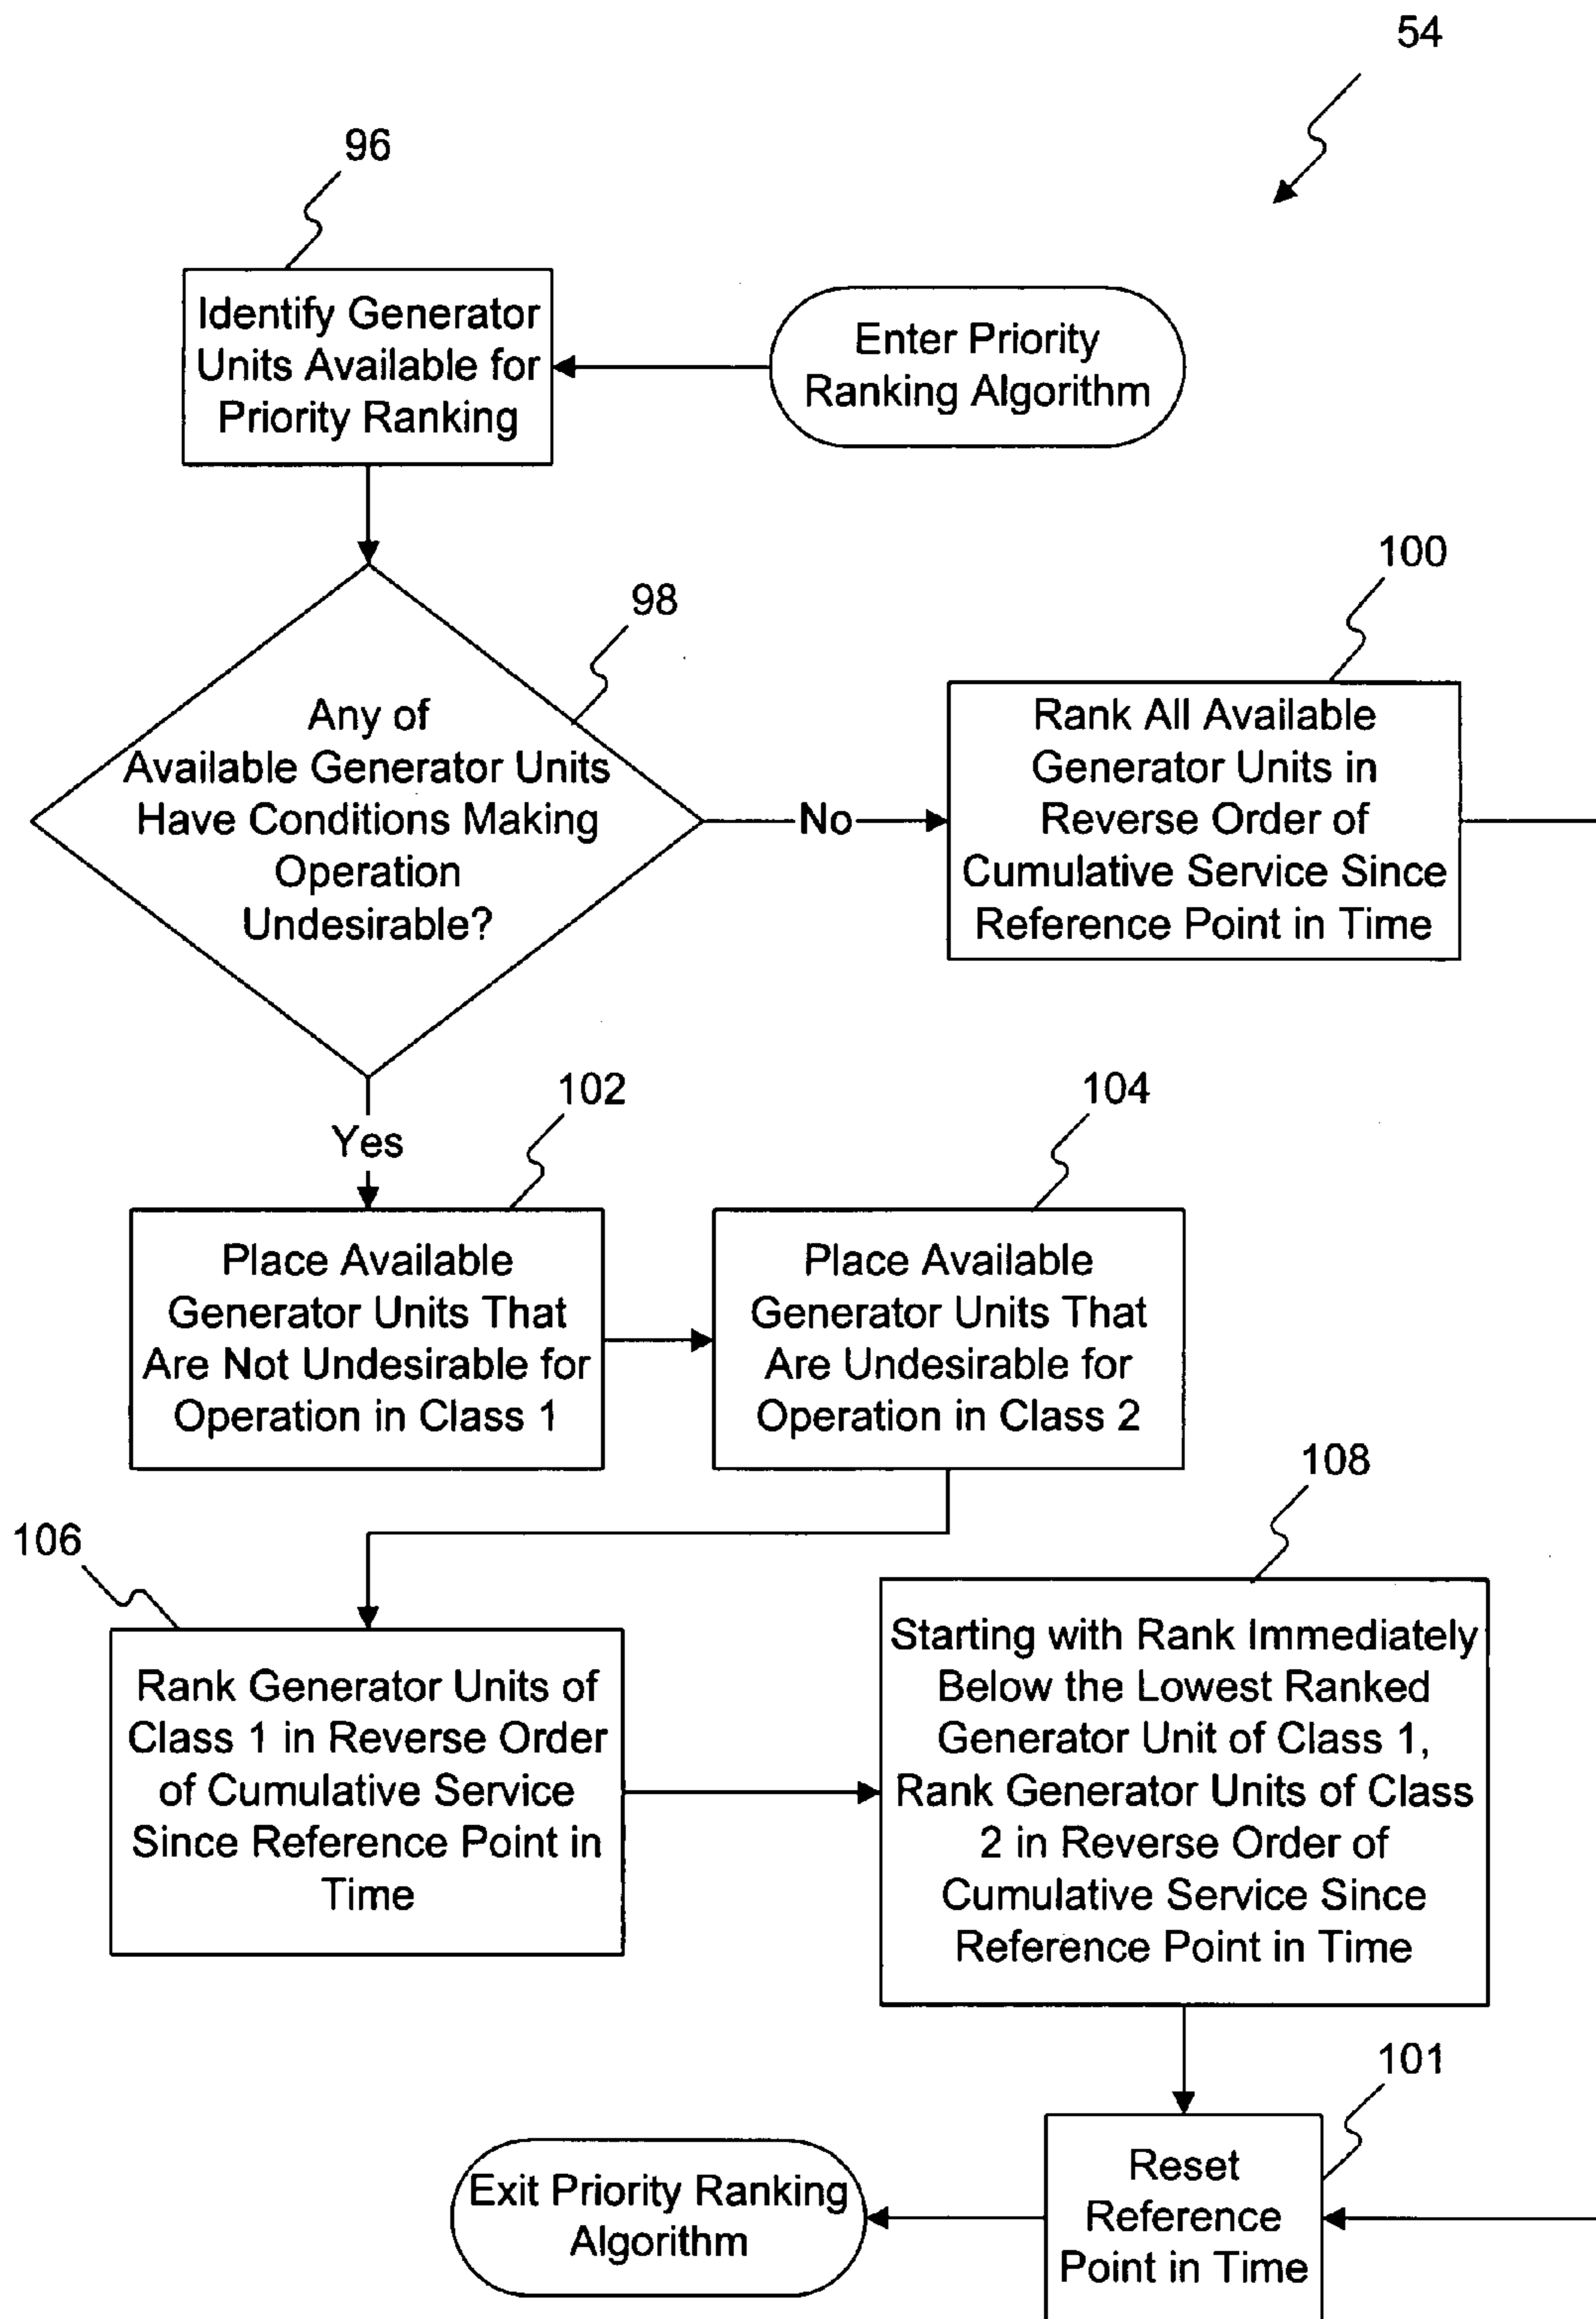 54
96
Identify Generator
Units Available for
Priority Ranking
Enter Priority
Ranking Algorithm
98
Any of
Available Generator Units
Have Conditions Making
Operation
Undesirable?
No
100
Rank All Available
Generator Units in
Reverse Order of
Cumulative Service Since
Reference Point in Time
Yes
102
Place Available
Generator Units That
Are Not Undesirable for
Operation in Class 1
104
Place Available
Generator Units That
Are Undesirable for
Operation in Class 2
106
Rank Generator Units of
Class 1 in Reverse Order
of Cumulative Service
Since Reference Point in
Time
108
Starting with Rank Immediately
Below the Lowest Ranked
Generator Unit of Class 1,
Rank Generator Units of Class
2 in Reverse Order of
Cumulative Service Since
Reference Point in Time
101
Reset
Reference
Point in Time
Exit Priority Ranking
Algorithm